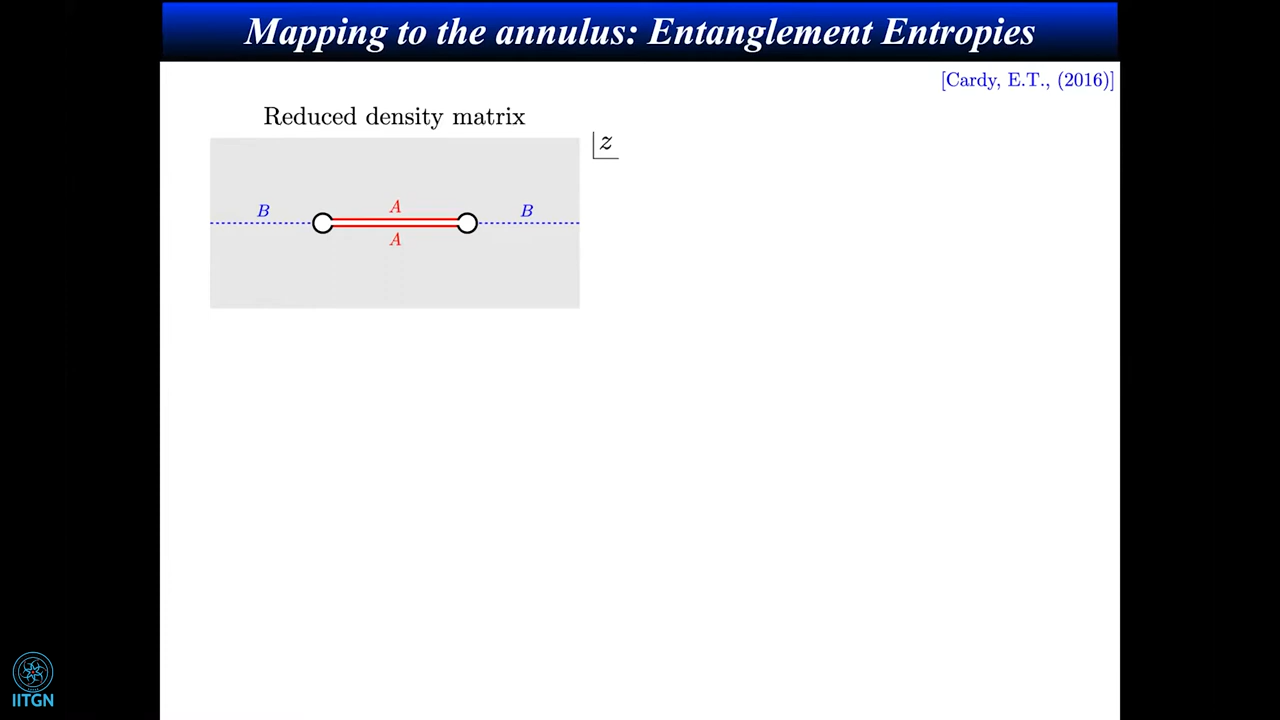 Mapping to the annulus: Entanglement Entropies
[Cardy, E.T., (2016)]
Reduced density matrix
z
B A B
A
IITGN